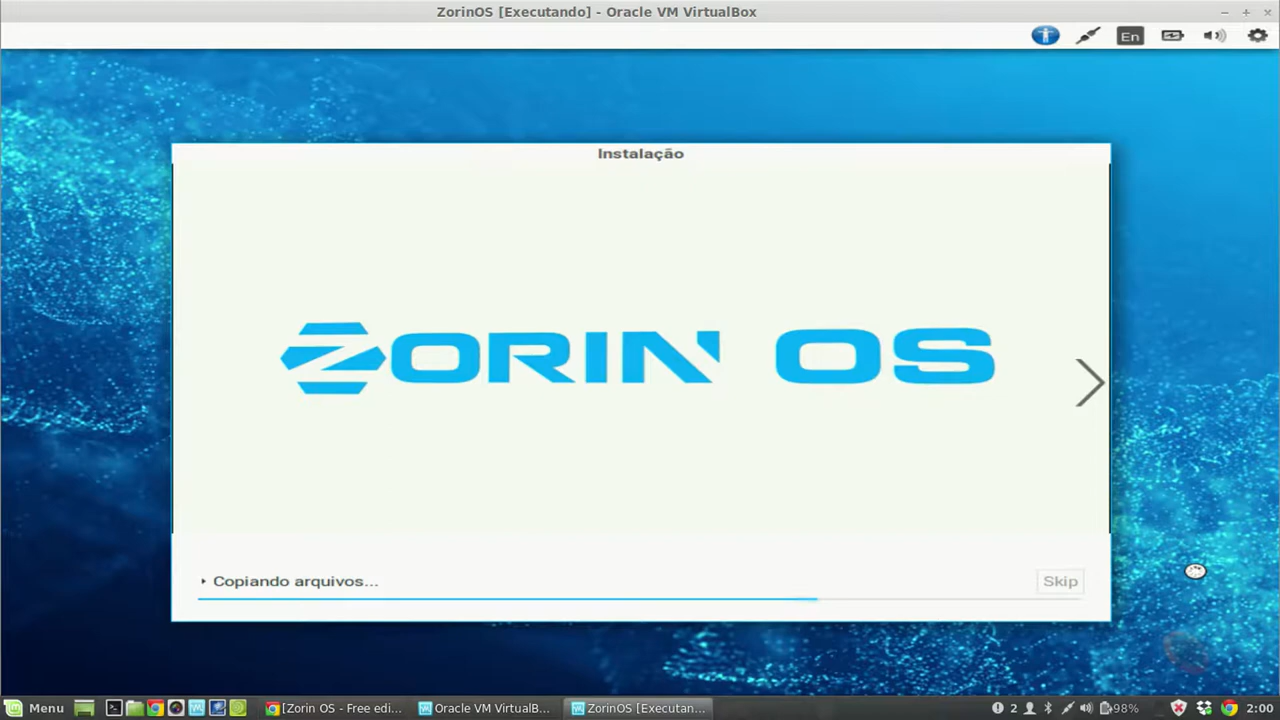 ZorinOS [Executando] - Oracle VM VirtualBox
En
Instalação
ZORIN OS
Copiando arquivos...
Skip
Menu
[Zorin OS - Free edi...
Oracle VM VirtualB...
ZorinOS [Executan...
2
98%
2:00